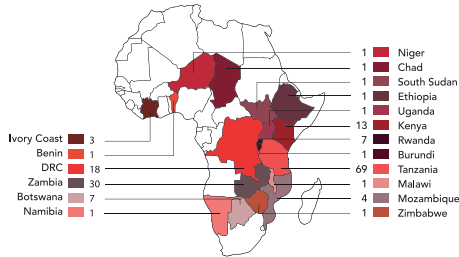 1 Niger
1 Chad
1 South Sudan
1 Ethiopia
1 Uganda
13 Kenya
7 Rwanda
1 Burundi
69 Tanzania
1 Malawi
4 Mozambique
1 Zimbabwe
Ivory Coast 3
Benin 1
DRC 18
Zambia 30
Botswana 7
Namibia 1